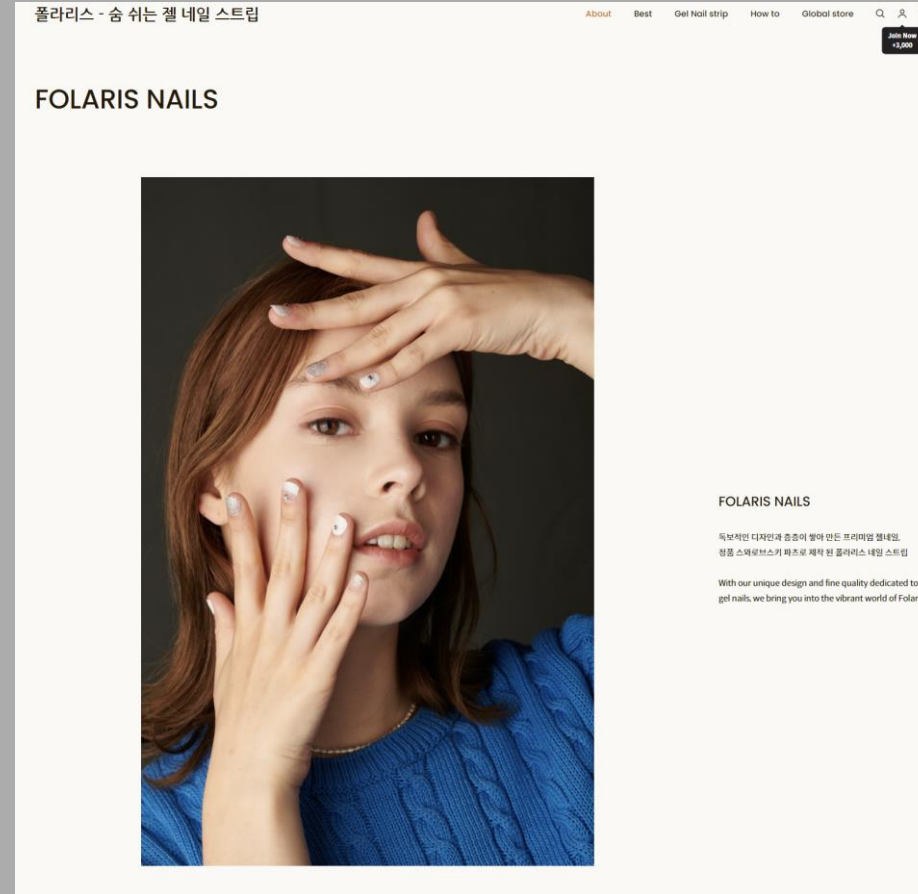 폴라리스 - 숨 쉬는 젤 네일 스트립
About Best Gel Nail strip How to Global store
Join Now
+3,000
FOLARIS NAILS
FOLARIS NAILS
독보적인 디자인과 층층이 쌓아 만든 프리미엄 젤네일,
정품 스와로브스키 파츠로 제작 된 폴라리스 네일 스트립
With our unique design and fine quality dedicated to
gel nails, we bring you into the vibrant world of Folar